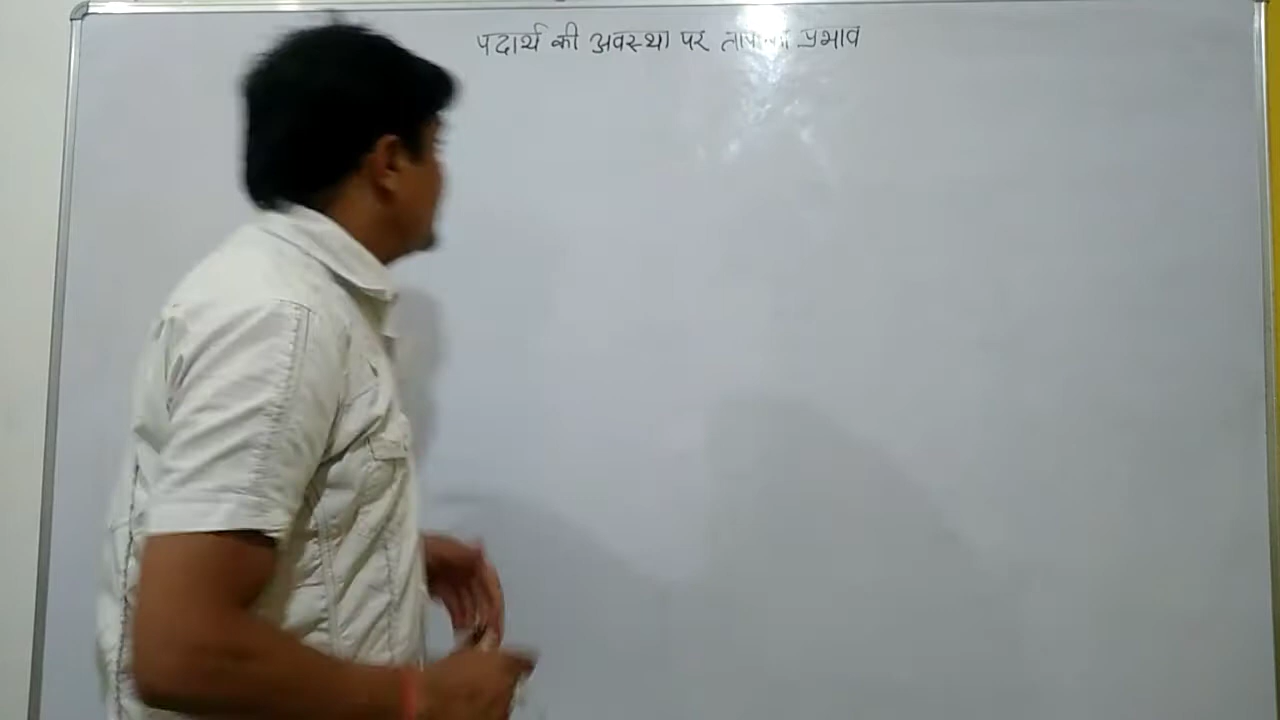 पदार्थ की अवस्था पर ताप का प्रभाव